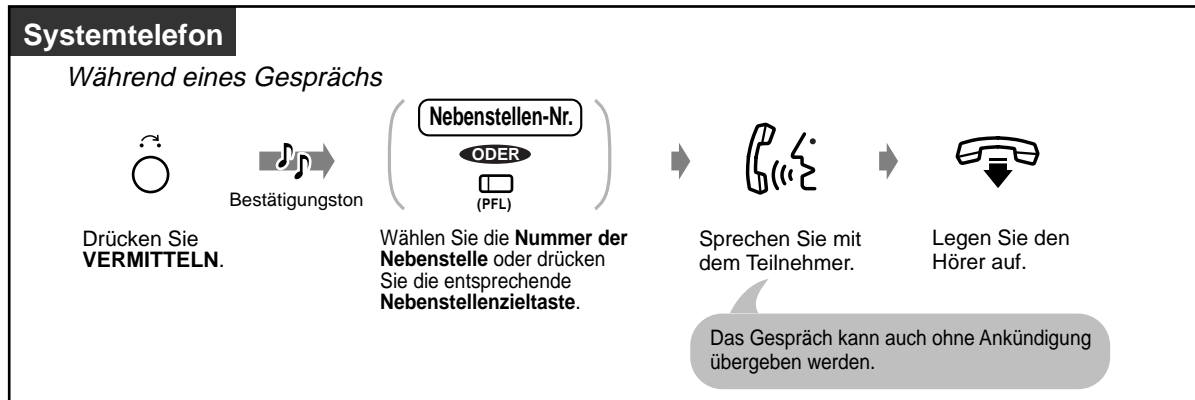 Systemtelefon
Während eines Gesprächs
Nebenstellen-Nr.
ODER
(PFL)
Bestätigungston
Drücken Sie
VERMITTELN.
Wählen Sie die Nummer der
Nebenstelle oder drücken
Sie die entsprechende
Nebenstellenzieltaste.
Sprechen Sie mit
dem Teilnehmer.
Legen Sie den
Hörer auf.
Das Gespräch kann auch ohne Ankündigung
übergeben werden.